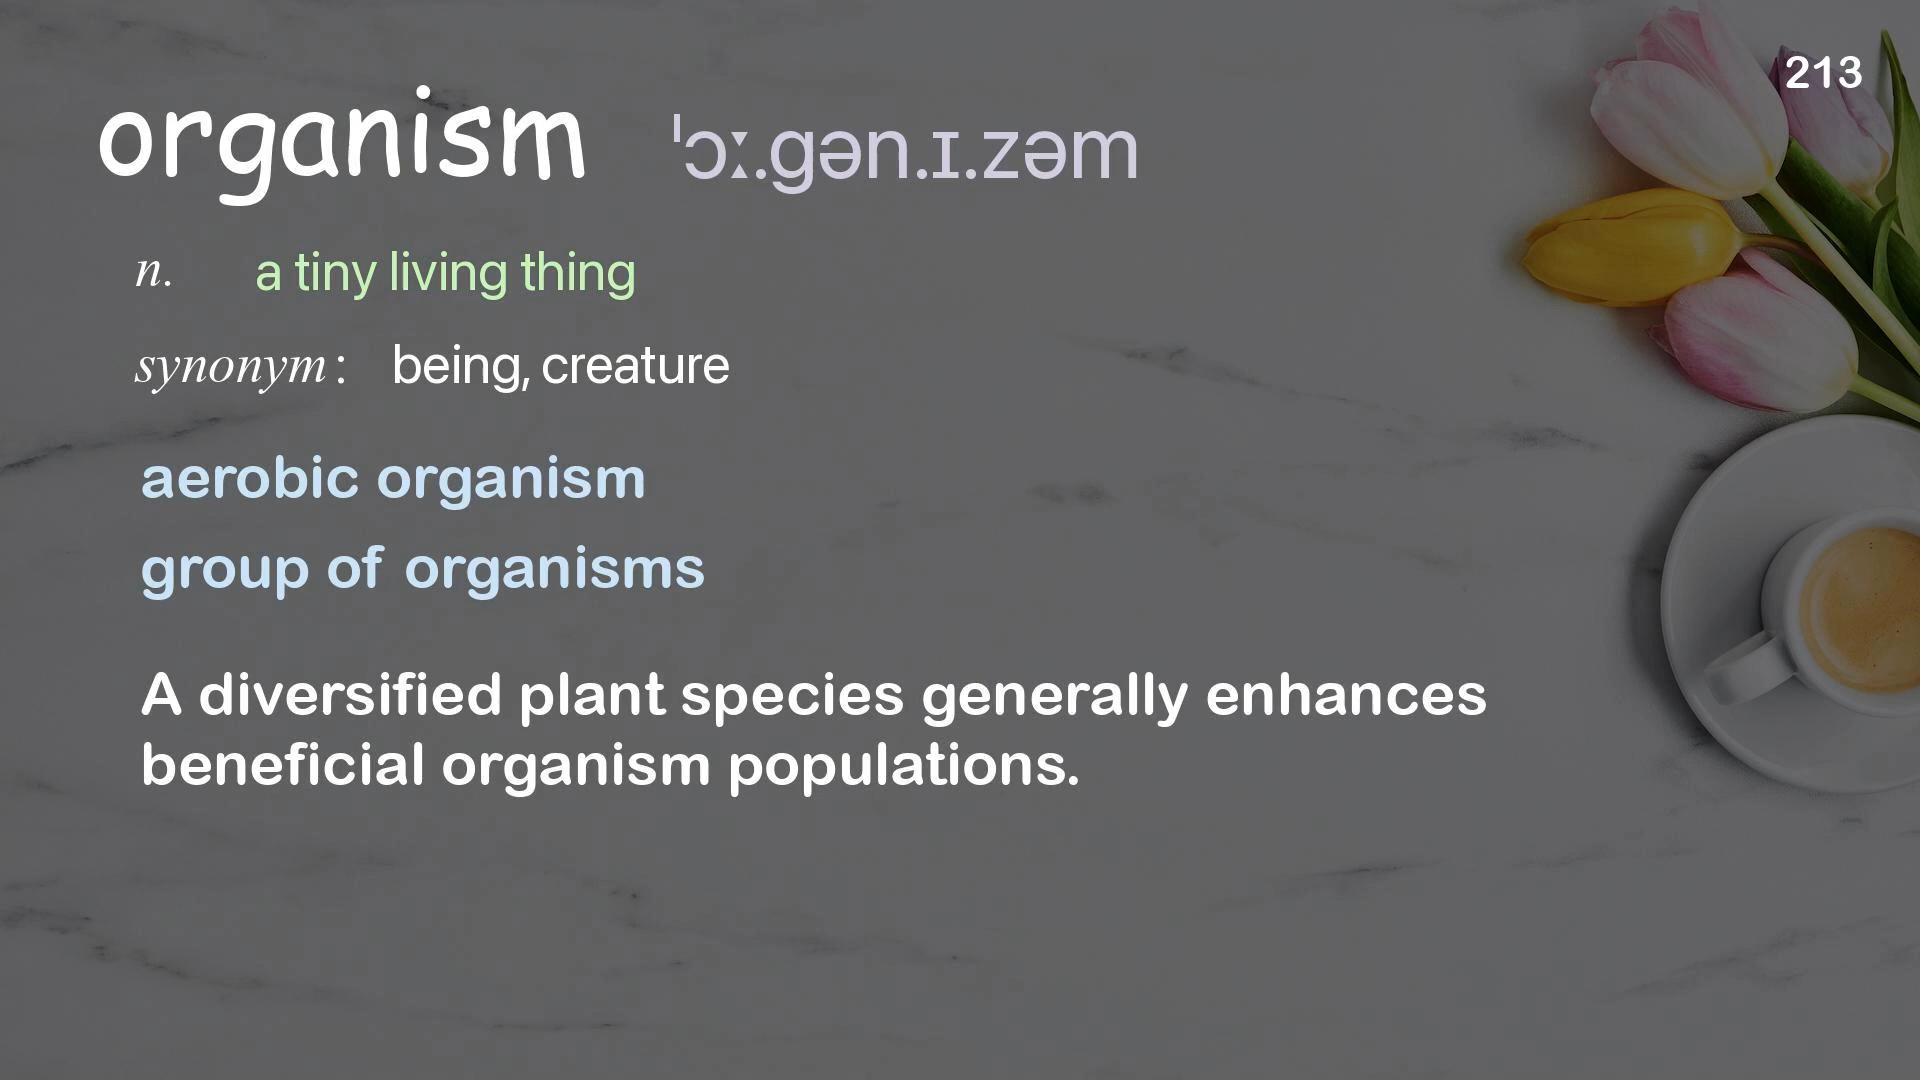 213
organism ˈɔː.gən.ɪ.zəm
n. a tiny living thing
synonym : being, creature
aerobic organism
group of organisms
A diversified plant species generally enhances
beneficial organism populations.